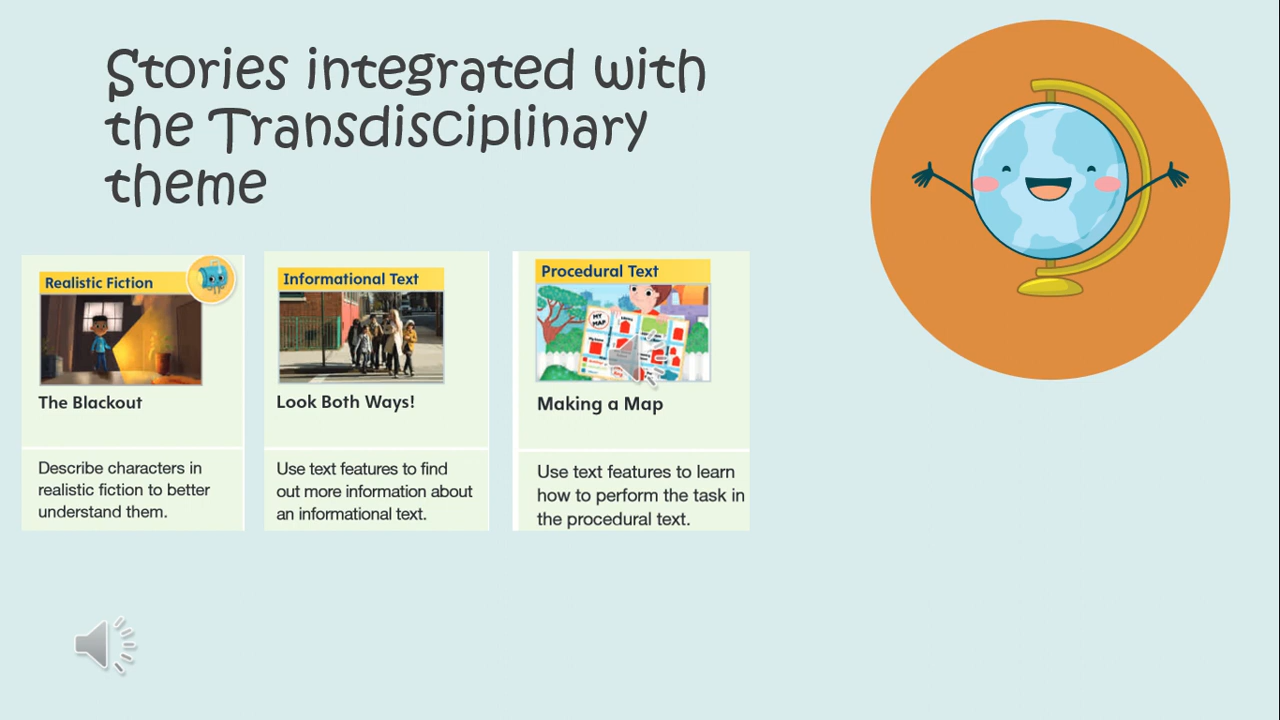 Stories integrated with
the Transdisciplinary
theme
Realistic Fiction
The Blackout
Describe characters in
realistic fiction to better
understand them.
Informational Text
Look Both Ways!
Use text features to find
out more information about
an informational text.
Procedural Text
MY
MAP
Making a Map
Use text features to learn
how to perform the task in
the procedural text.